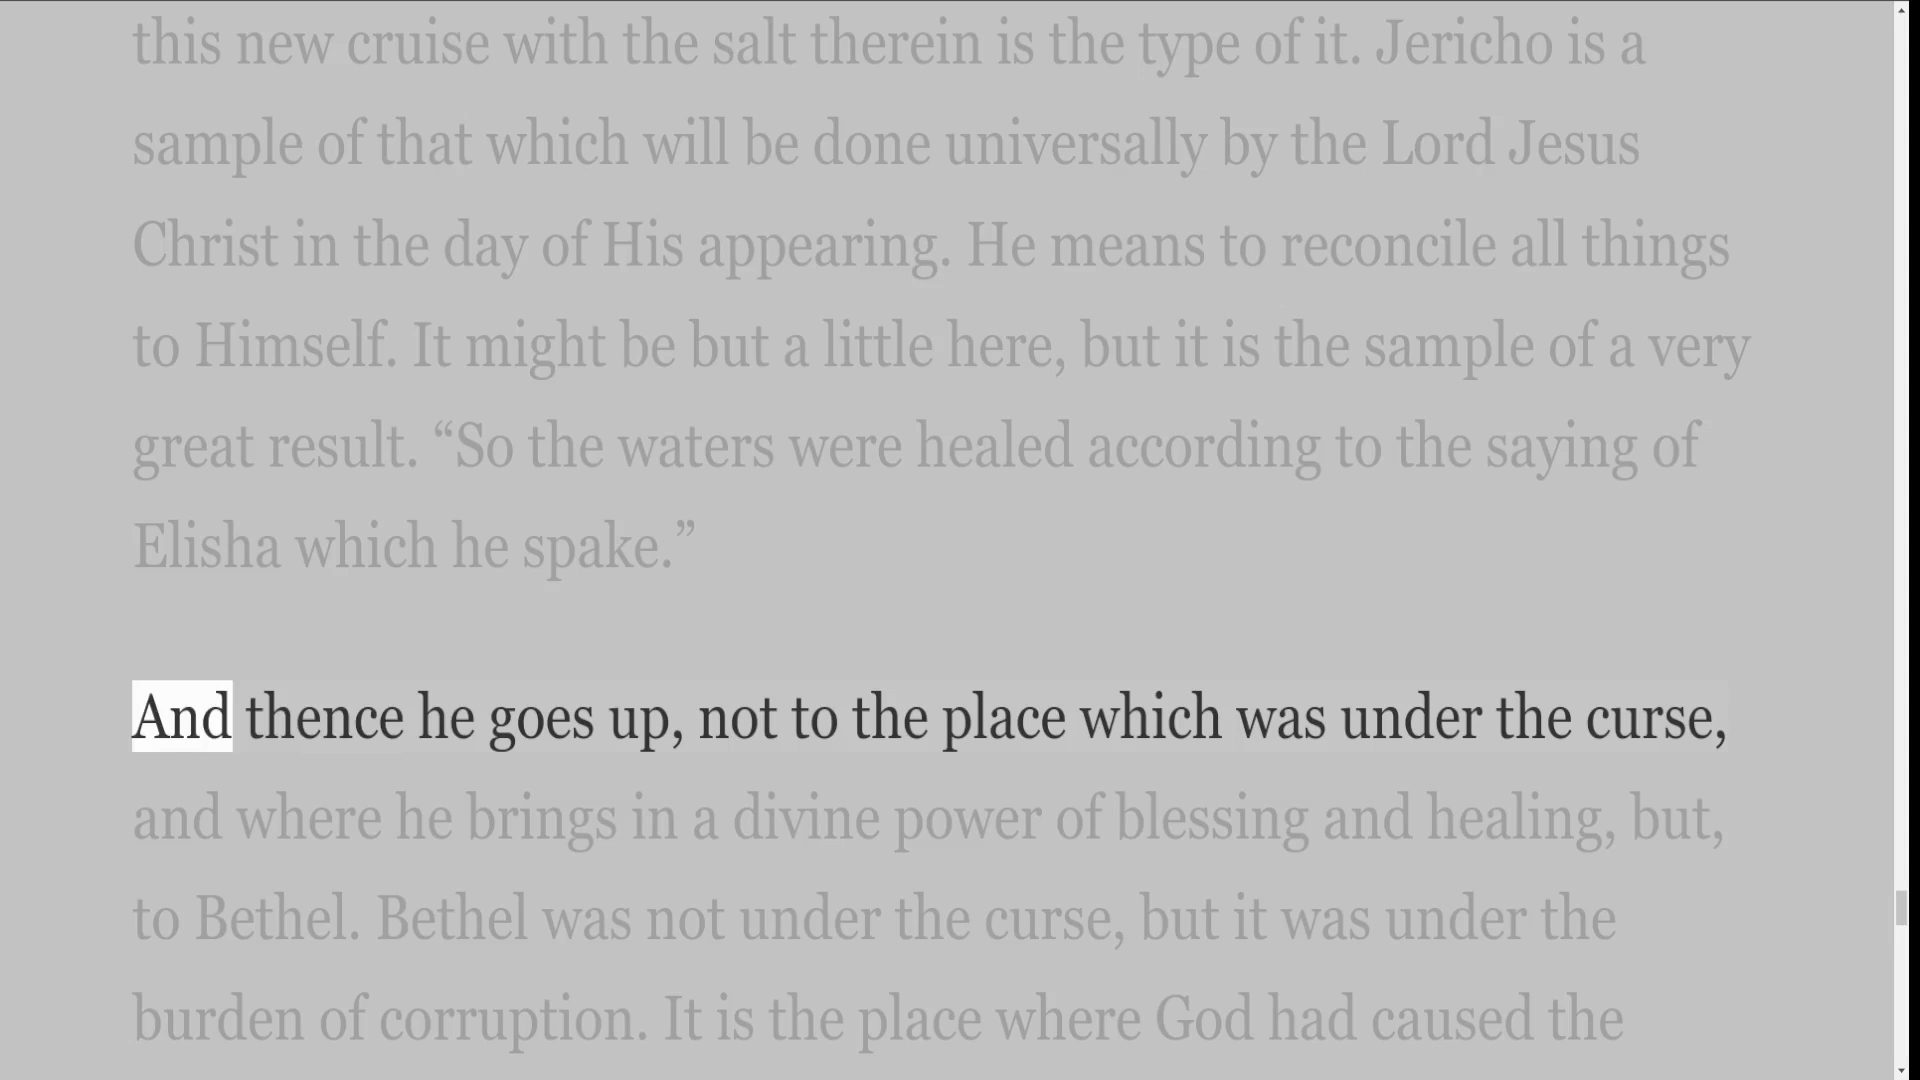 this new cruise with the salt therein is the type of it. Jericho is a
sample of that which will be done universally by the Lord Jesus
Christ in the day of His appearing. He means to reconcile all things
to Himself. It might be but a little here, but it is the sample of a very
great result. “So the waters were healed according to the saying of
Elisha which he spake.”
And thence he goes up, not to the place which was under the curse,
and where he brings in a divine power of blessing and healing, but,
to Bethel. Bethel was not under the curse, but it was under the
burden of corruption. It is the place where God had caused the